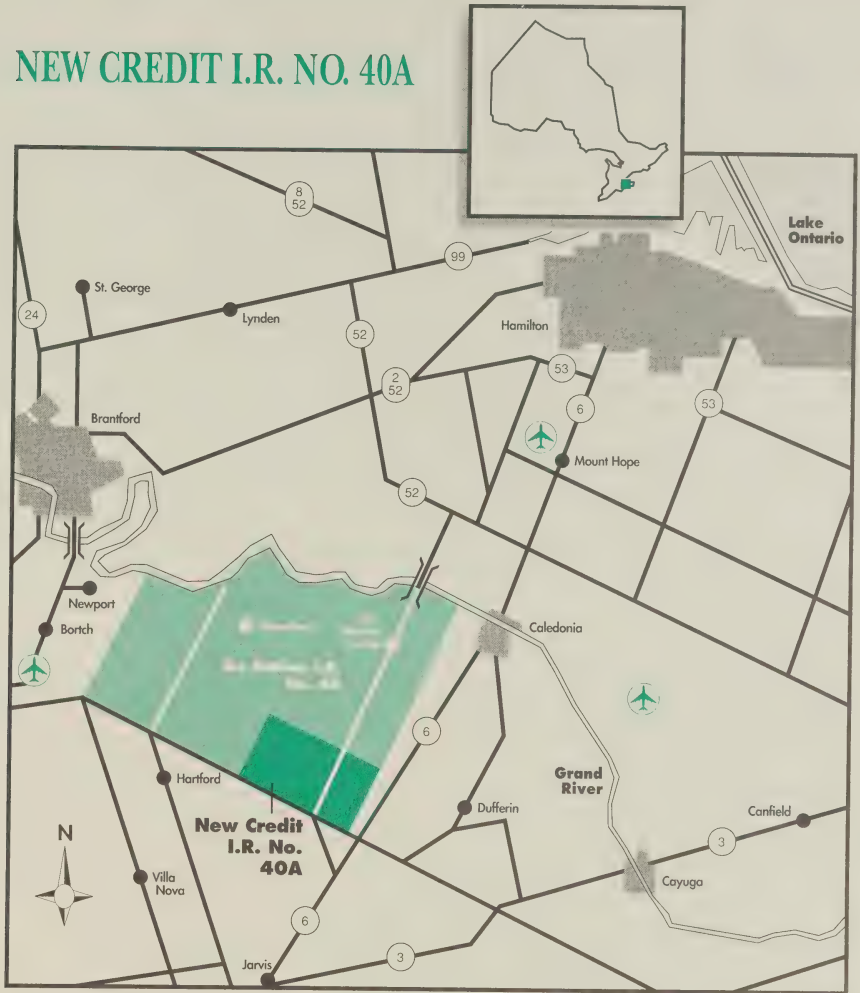 NEW CREDIT I.R. NO. 40A
8
52
Lake
Ontario
99
St. George
24
Lynden
52
Hamilton
2
52
53
6
53
Brantford
Mount Hope
52
Newport
Bortch
Caledonia
6
Hartford
Grand
River
Dufferin
Canfield
New Credit
I.R. No.
40A
3
N
Villa
Nova
Cayuga
6
3
Jarvis